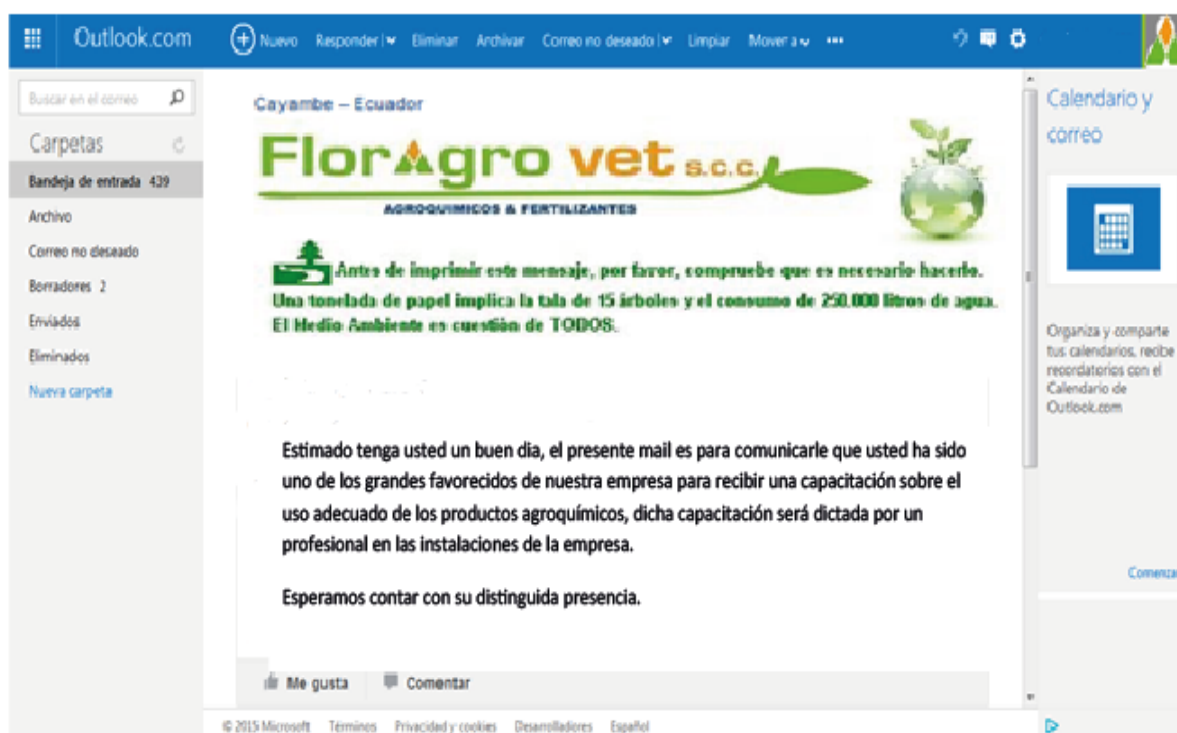 Outlook.com
Nuevo Responder Eliminar Archivar Correo no deseado Limpiar Mover a
Buscar en el correo
Carpetas
Bandeja de entrada 439
Archivo
Correo no deseado
Borradores 2
Enviados
Eliminados
Nueva carpeta
Cayambe – Ecuador
FlorAgro vet s.c.c.
AGROQUIMICOS & FERTILIZANTES
Antes de imprimir este mensaje, por favor, compruebe que es necesario hacerlo.
Una tonelada de papel implica la tala de 15 árboles y el consumo de 250.000 litros de agua.
El Medio Ambiente es cuestión de TODOS.
Estimado tenga usted un buen dia, el presente mail es para comunicarle que usted ha sido
uno de los grandes favorecidos de nuestra empresa para recibir una capacitación sobre el
uso adecuado de los productos agroquímicos, dicha capacitación será dictada por un
profesional en las instalaciones de la empresa.
Esperamos contar con su distinguida presencia.
Me gusta Comentar
Calendario y
correo
Organiza y comparte
tus calendarios, recibe
recordatorios con el
Calendario de
Outlook.com
Comenza
© 2015 Microsoft Términos Privacidad y cookies Desarrolladores Español